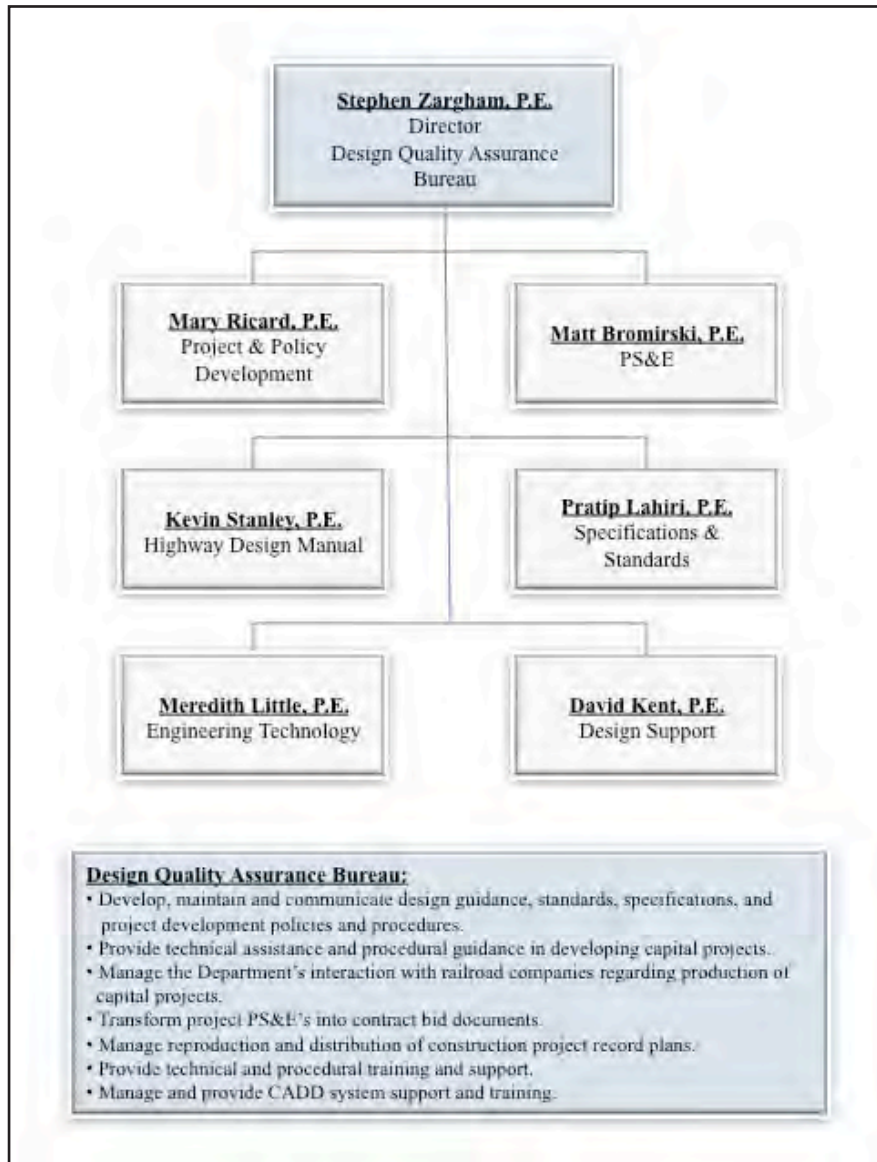 Stephen Zargham, P.E.
Director
Design Quality Assurance
Bureau
Mary Ricard, P.E.
Project & Policy
Development
Matt Bromirski, P.E.
PS&E
Kevin Stanley, P.E.
Highway Design Manual
Pratip Lahiri, P.E.
Specifications &
Standards
Meredith Little, P.E.
Engineering Technology
David Kent, P.E.
Design Support
Design Quality Assurance Bureau:
• Develop, maintain and communicate design guidance, standards, specifications, and
project development policies and procedures.
• Provide technical assistance and procedural guidance in developing capital projects.
• Manage the Department's interaction with railroad companies regarding production of
capital projects.
• Transform project PS&E's into contract bid documents.
• Manage reproduction and distribution of construction project record plans.
• Provide technical and procedural training and support.
• Manage and provide CADD system support and training.